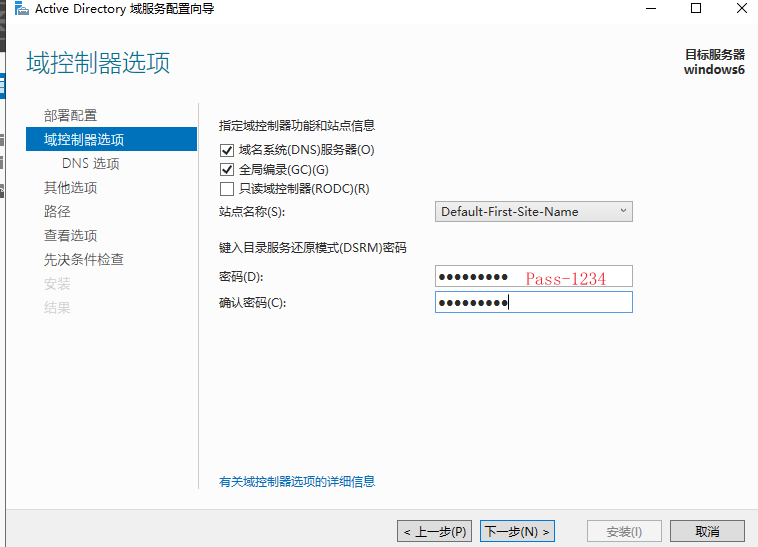 Active Directory 域服务配置向导
域控制器选项
目标服务器
windows6
部署配置
域控制器选项
DNS 选项
其他选项
路径
查看选项
先决条件检查
安装
结果
指定域控制器功能和站点信息
域名系统(DNS)服务器(O)
全局编录(GC)(G)
只读域控制器(RODC)(R)
站点名称(S):
Default-First-Site-Name
键入目录服务还原模式(DSRM)密码
密码(D):
●●●●●●●●● Pass-1234
确认密码(C):
●●●●●●●●●
有关域控制器选项的详细信息
< 上一步(P)
下一步(N) >
安装(I)
取消